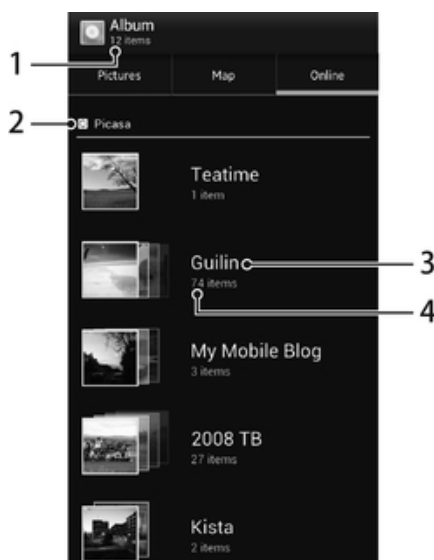 Album
12 items
1
Pictures Map Online
2
Picasa
Teatime
1 item
Guilin
3
74 items
4
My Mobile Blog
3 items
2008 TB
27 items
Kista
2 items